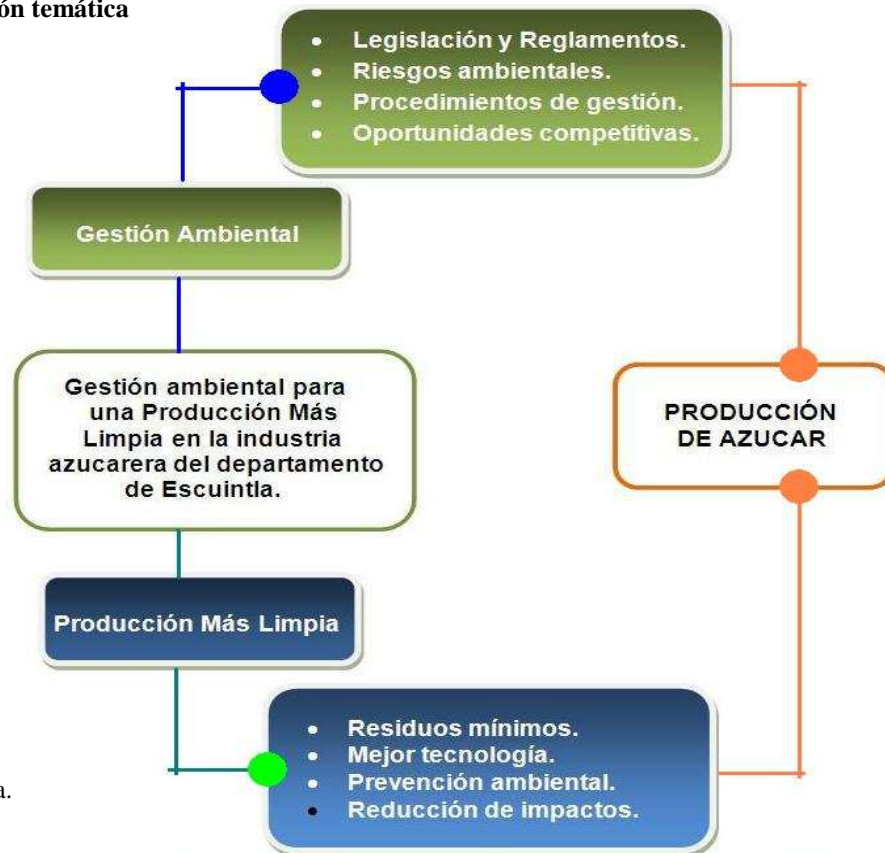 ón temática
• Legislación y Reglamentos.
• Riesgos ambientales.
• Procedimientos de gestión.
• Oportunidades competitivas.
Gestión Ambiental
Gestión ambiental para
una Producción Más
Limpia en la industria
azucarera del departamento
de Escuintla.
PRODUCCIÓN
DE AZUCAR
Producción Más Limpia
• Residuos mínimos.
• Mejor tecnología.
• Prevención ambiental.
• Reducción de impactos.
a.